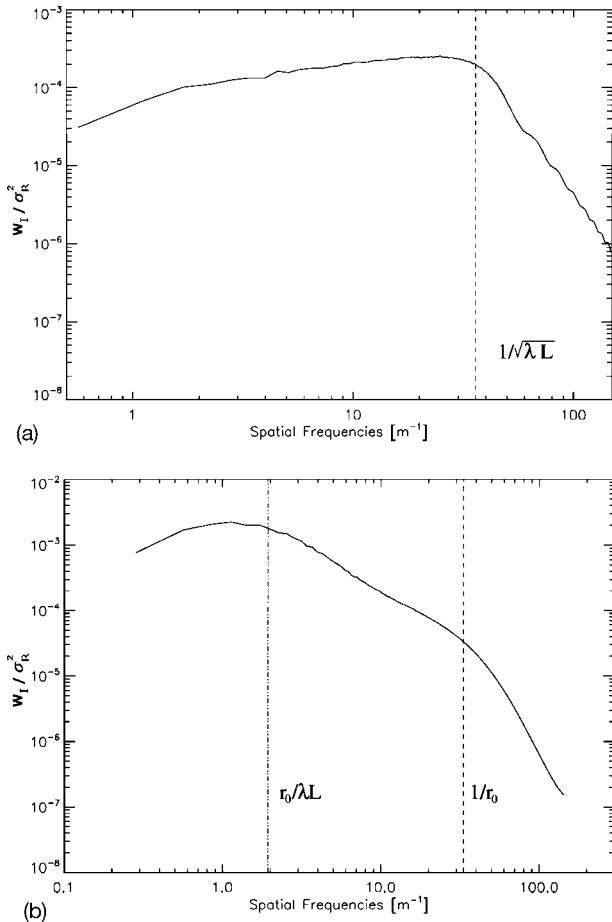 10⁻³
10⁻⁴
10⁻⁵
10⁻⁶
10⁻⁷
10⁻⁸
W_I / σ_R²
1/√λL
1 10 100
(a) Spatial Frequencies [m⁻¹]
10⁻²
10⁻³
10⁻⁴
10⁻⁵
10⁻⁶
10⁻⁷
10⁻⁸
W_I / σ_R²
r₀/λL 1/r₀
0.1 1.0 10.0 100.0
(b) Spatial Frequencies [m⁻¹]